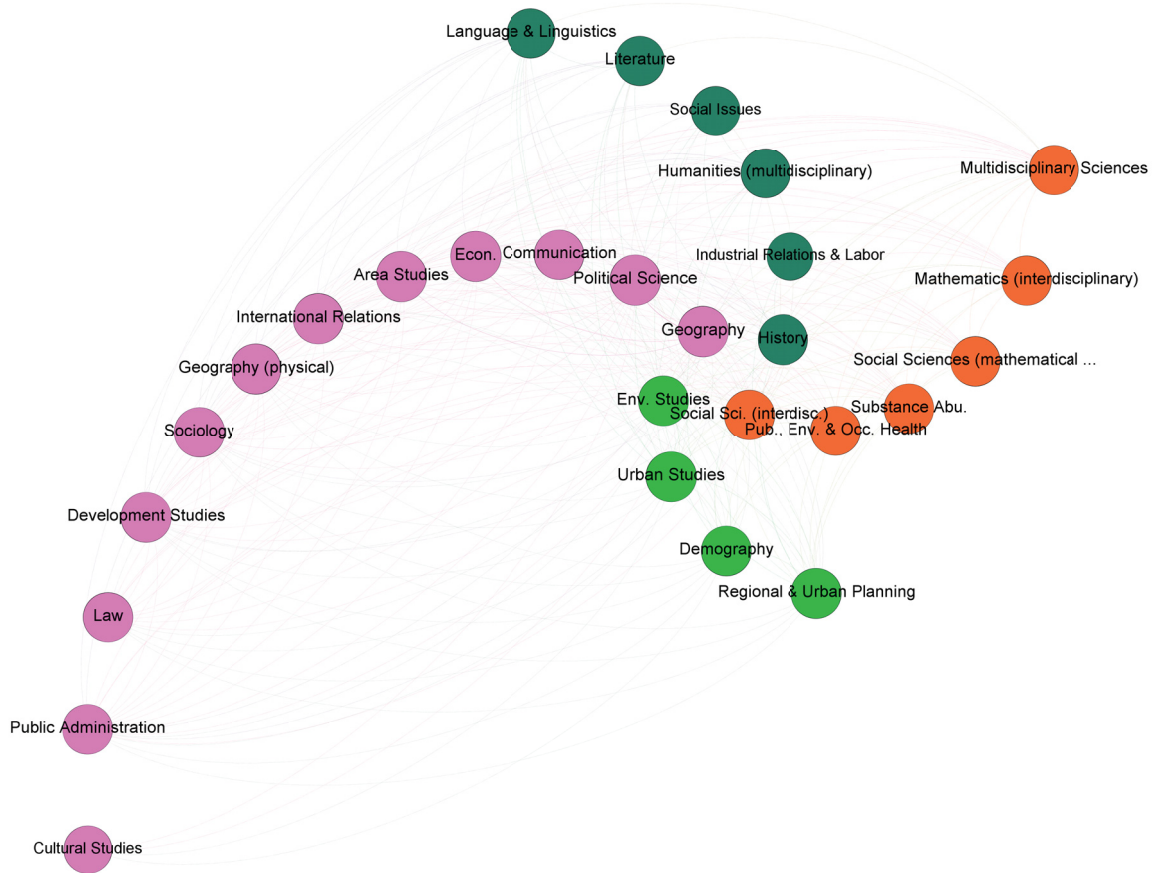 Language & Linguistics
Literature
Social Issues
Humanities (multidisciplinary)
Multidisciplinary Sciences
Industrial Relations & Labor
Econ.
Communication
Area Studies
Political Science
Mathematics (interdisciplinary)
International Relations
Geography
History
Geography (physical)
Social Sciences (mathematical ...
Env. Studies
Social Sci. (interdisc.)
Substance Abu.
Pub., Env. & Occ. Health
Sociology
Urban Studies
Development Studies
Demography
Regional & Urban Planning
Law
Public Administration
Cultural Studies